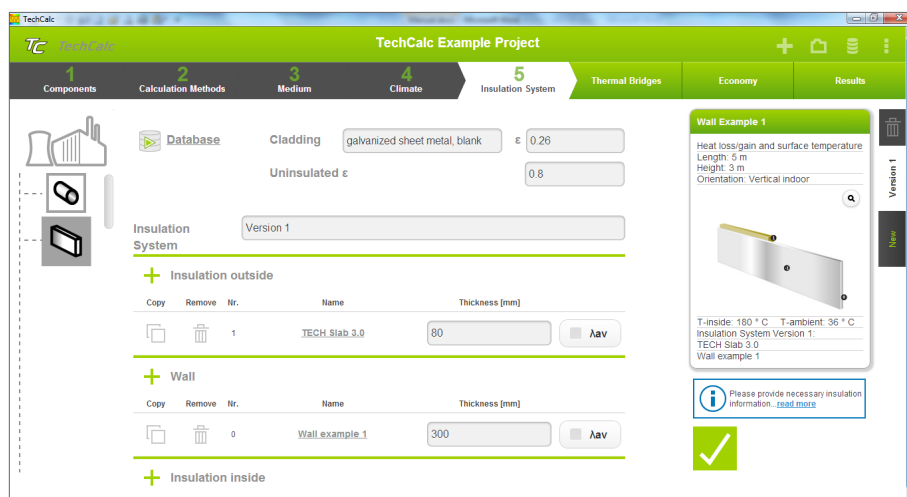 TechCalc
TC TechCalc
TechCalc Example Project
1
Components
2
Calculation Methods
3
Medium
4
Climate
5
Insulation System
Thermal Bridges
Economy
Results
Database
Cladding
galvanized sheet metal, blank
ε
0.26
Uninsulated ε
0.8
Insulation
System
Version 1
Insulation outside
Copy Remove Nr. Name Thickness [mm]
1 TECH Slab 3.0 80 λav
Wall
Copy Remove Nr. Name Thickness [mm]
0 Wall example 1 300 λav
Insulation inside
Wall Example 1
Heat loss/gain and surface temperature
Length: 5 m
Height: 3 m
Orientation: Vertical indoor
T-inside: 180 ° C T-ambient: 36 ° C
Insulation System Version 1:
TECH Slab 3.0
Wall example 1
Please provide necessary insulation
information...read more
Version 1
New